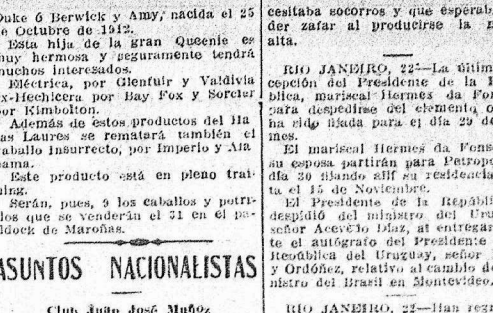 Duke ó Berwick y Amy, nacida el 25
de Octubre de 1912.
Esta hija de la gran Queenie es
muy hermosa y seguramente tendrá
muchos interesados.
Eléctrica, por Glenfuir y Valdivia
ex-Hechicera por Bay Fox y Sorcier
por Kimbolton.
Además de estos productos del Ha
ras Laures se rematará también el
caballo Insurrecto, por Imperio y Ala
bama.
Este producto está en pleno trai
ning.
Serán, pues, 9 los caballos y potri
llos que se venderán el 31 en el pa
ddock de Maroñas.
ASUNTOS NACIONALISTAS
Club Juan José Muñoz
cesitaba socorros y que esperab
der zafar al producirse la
alta.
RIO JANEIRO, 22—La últim
cepción del Presidente de la R
blica, mariscal Hermes da Fon
para despedirse del elemento o
ha sido fijada para el día 29 de
mes.
El mariscal Hermes da Fonse
su esposa partirán para Petrop
día 30 fijando allí su residencia
ta el 15 de Noviembre.
El Presidente de la Repúbli
despidió del ministro del Uru
señor Acevedo Díaz, al entregar
te el autógrafo del Presidente
República del Uruguay, señor
y Ordóñez, relativo al cambio de
nistro del Brasil en Montevideo.
RIO JANEIRO, 22—Han regr